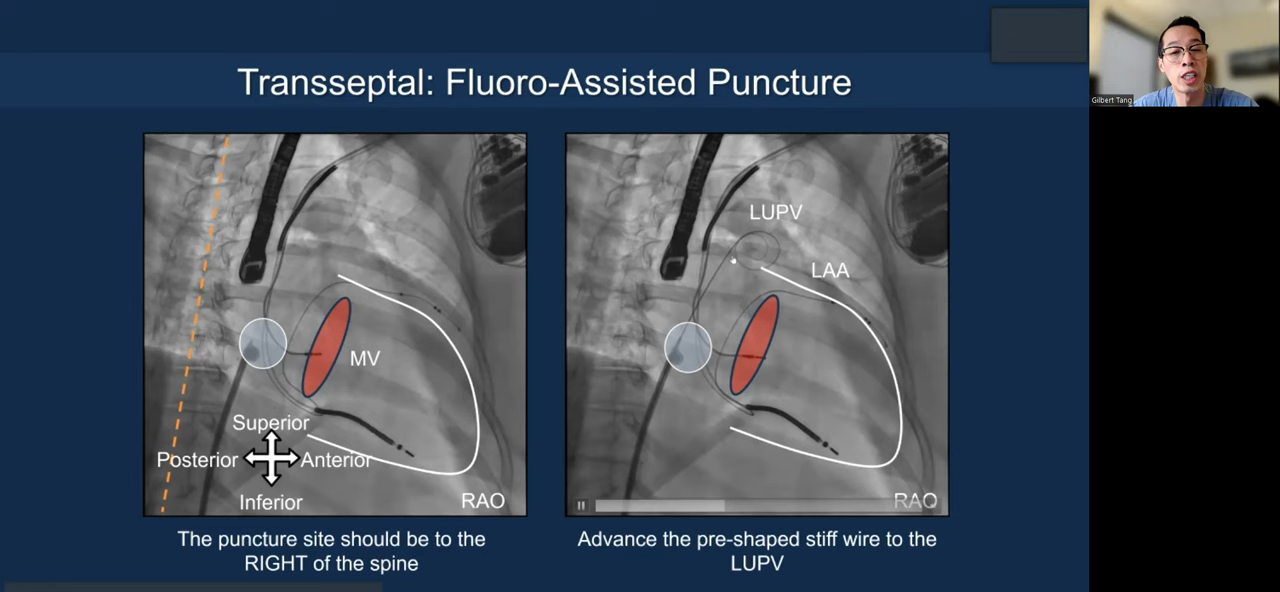 Transseptal: Fluoro-Assisted Puncture
Gilbert Tang
MV
Superior
Posterior
Anterior
Inferior
RAO
LUPV
LAA
RAO
The puncture site should be to the
RIGHT of the spine
Advance the pre-shaped stiff wire to the
LUPV